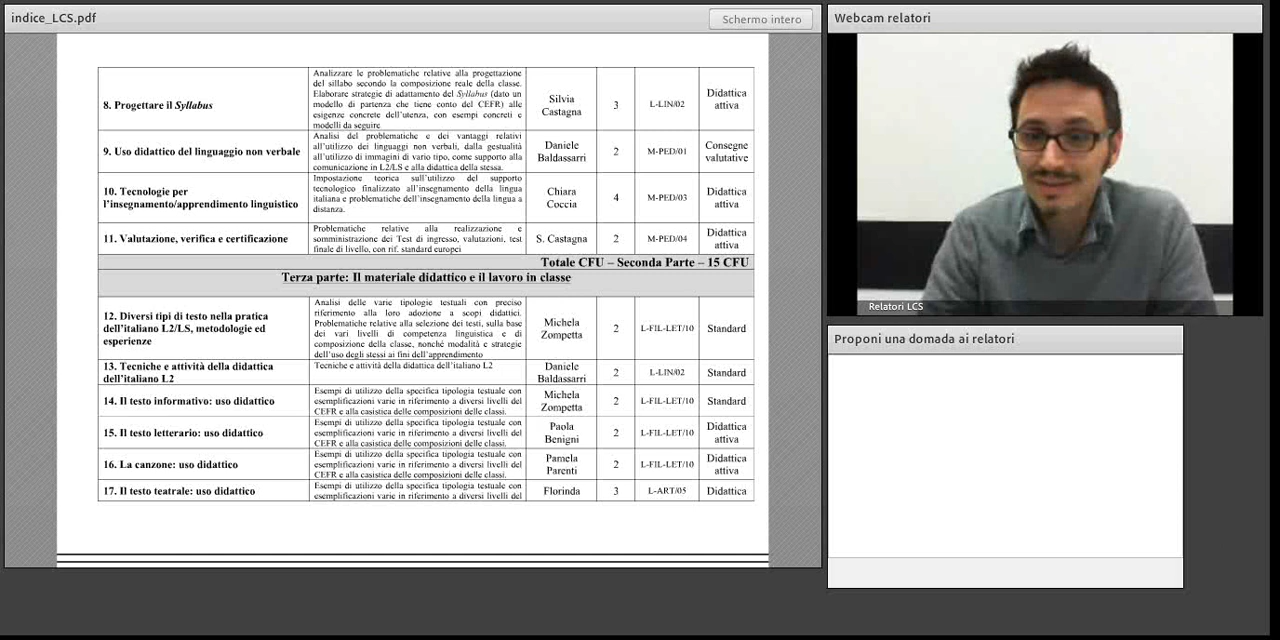 indice_LCS.pdf
Schermo intero
8. Progettare il Syllabus
Analizzare le problematiche relative alla progettazione
del sillabo secondo la composizione reale della classe.
Elaborare strategie di adattamento del Syllabus (dato un
modello di partenza che tiene conto del CEFR) alle
esigenze concrete dell'utenza, con esempi concreti e
modelli da seguire
Silvia
Castagna
3
L-LIN/02
Didattica
attiva
9. Uso didattico del linguaggio non verbale
Analisi del problematiche e dei vantaggi relativi
all'utilizzo dei linguaggi non verbali, dalla gestualità
all'utilizzo di immagini di vario tipo, come supporto alla
comunicazione in L2/LS e alla didattica della stessa.
Daniele
Baldassarri
2
M-PED/01
Consegne
valutative
10. Tecnologie per
l'insegnamento/apprendimento linguistico
Impostazione teorica sull'utilizzo del supporto
tecnologico finalizzato all'insegnamento della lingua
italiana e problematiche dell'insegnamento della lingua a
distanza.
Chiara
Coccia
4
M-PED/03
Didattica
attiva
11. Valutazione, verifica e certificazione
Problematiche relative alla realizzazione e
somministrazione dei Test di ingresso, valutazioni, test
finale di livello, con rif. standard europei
S. Castagna
2
M-PED/04
Didattica
attiva
Totale CFU – Seconda Parte – 15 CFU
Terza parte: Il materiale didattico e il lavoro in classe
12. Diversi tipi di testo nella pratica
dell'italiano L2/LS, metodologie ed
esperienze
Analisi delle varie tipologie testuali con preciso
riferimento alla loro adozione a scopi didattici.
Problematiche relative alla selezione dei testi, sulla base
dei vari livelli di competenza linguistica e di
composizione della classe, nonché modalità e strategie
dell'uso degli stessi ai fini dell'apprendimento
Michela
Zompetta
2
L-FIL-LET/10
Standard
13. Tecniche e attività della didattica
dell'italiano L2
Tecniche e attività della didattica dell'italiano L2
Daniele
Baldassarri
2
L-LIN/02
Standard
14. Il testo informativo: uso didattico
Esempi di utilizzo della specifica tipologia testuale con
esemplificazioni varie in riferimento a diversi livelli del
CEFR e alla casistica delle composizioni delle classi.
Michela
Zompetta
2
L-FIL-LET/10
Standard
15. Il testo letterario: uso didattico
Esempi di utilizzo della specifica tipologia testuale con
esemplificazioni varie in riferimento a diversi livelli del
CEFR e alla casistica delle composizioni delle classi.
Paola
Benigni
2
L-FIL-LET/10
Didattica
attiva
16. La canzone: uso didattico
Esempi di utilizzo della specifica tipologia testuale con
esemplificazioni varie in riferimento a diversi livelli del
CEFR e alla casistica delle composizioni delle classi.
Pamela
Parenti
2
L-FIL-LET/10
Didattica
attiva
17. Il testo teatrale: uso didattico
Esempi di utilizzo della specifica tipologia testuale con
esemplificazioni varie in riferimento a diversi livelli del
Florinda
3
L-ART/05
Didattica
Webcam relatori
Relatori LCS
Proponi una domada ai relatori